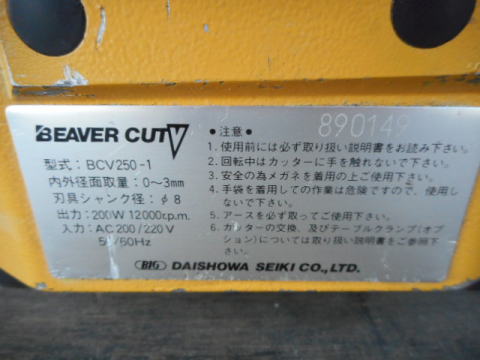 BEAVER CUT V
型式:BCV250-1
内外径面取量:0~3mm
刃具シャンク径:φ8
出力:200W 12000r.p.m.
入力:AC200/220V
50/60Hz
●注意●
890149
1.使用前には必ず取り扱い説明書をお読み下さい。
2.回転中はカッターに手を触れないで下さい。
3.安全の為メガネを着用の上ご使用下さい。
4.手袋を着用しての作業は危険ですので、使用し
ないで下さい。
5.アースを必ず取ってご使用下さい。
6.カッターの交換、及びテーブルクランプ(オプ
ション)については取り扱い説明書をご参照下さい。
BIG DAISHOWA SEIKI CO.,LTD.